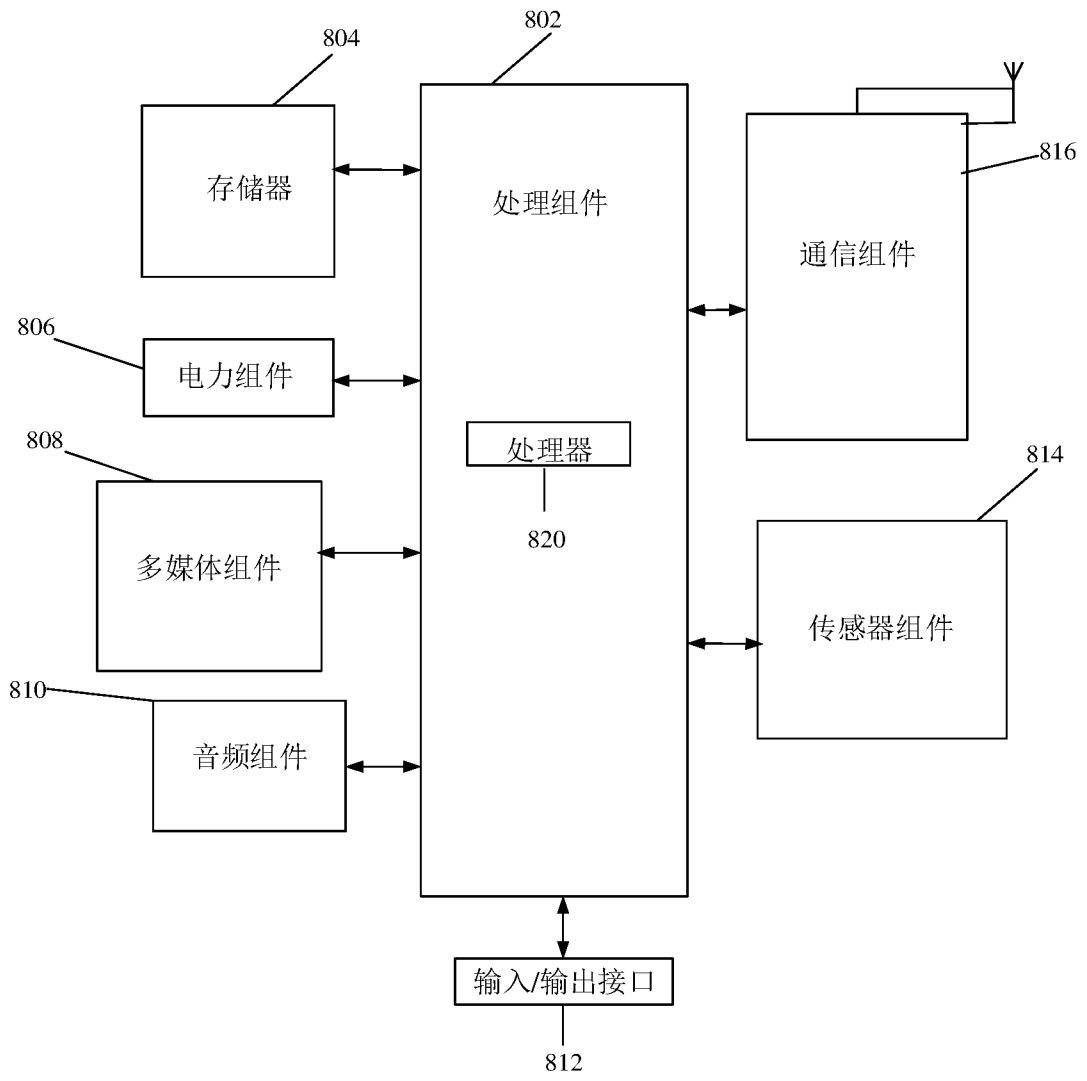 802
804
816
存储器
处理组件
通信组件
806
电力组件
808
处理器
814
820
多媒体组件
传感器组件
810
音频组件
输入/输出接口
812